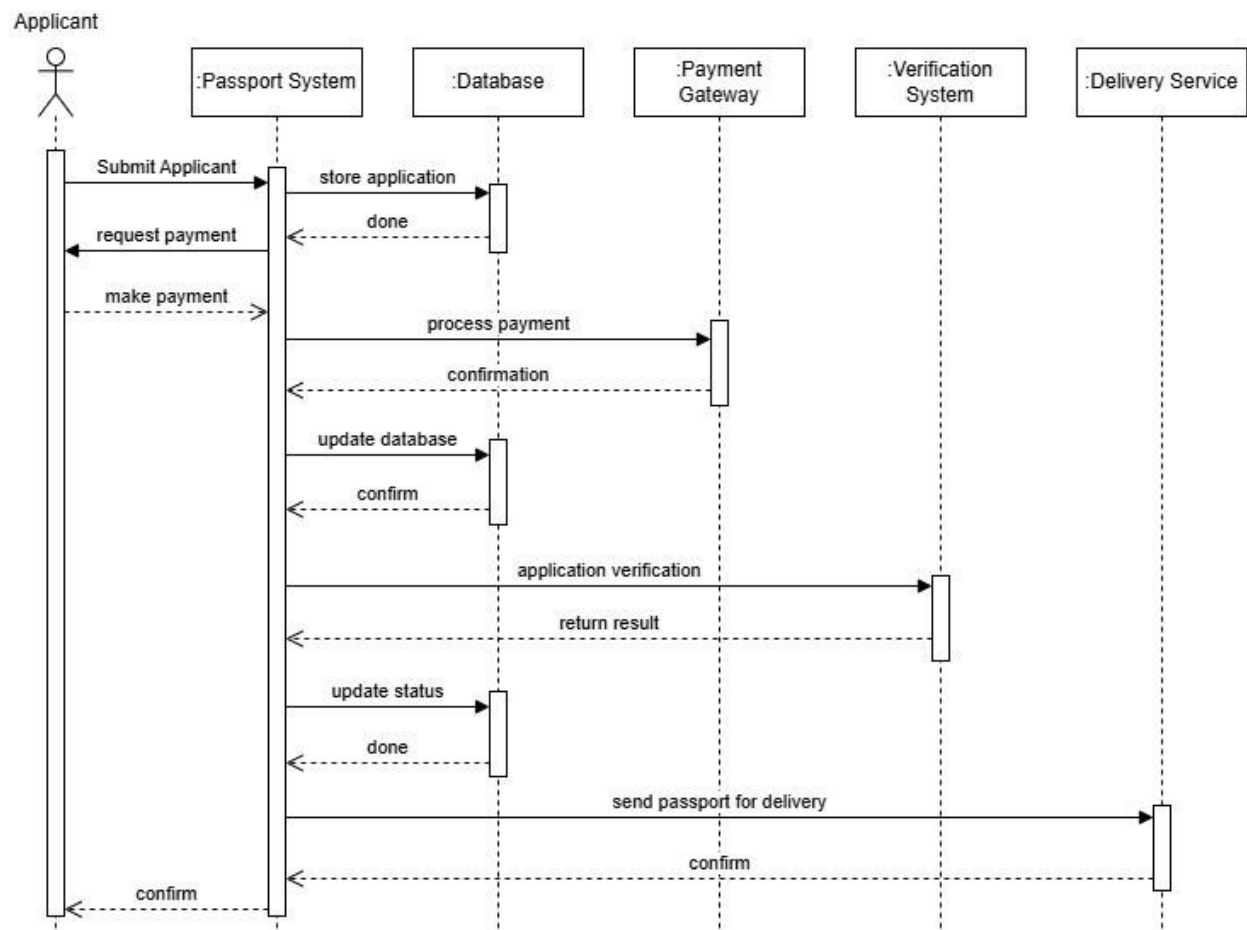 Applicant
:Passport System
:Database
:Payment
Gateway
:Verification
System
:Delivery Service
Submit Applicant
store application
done
request payment
make payment
process payment
confirmation
update database
confirm
application verification
return result
update status
done
send passport for delivery
confirm
confirm